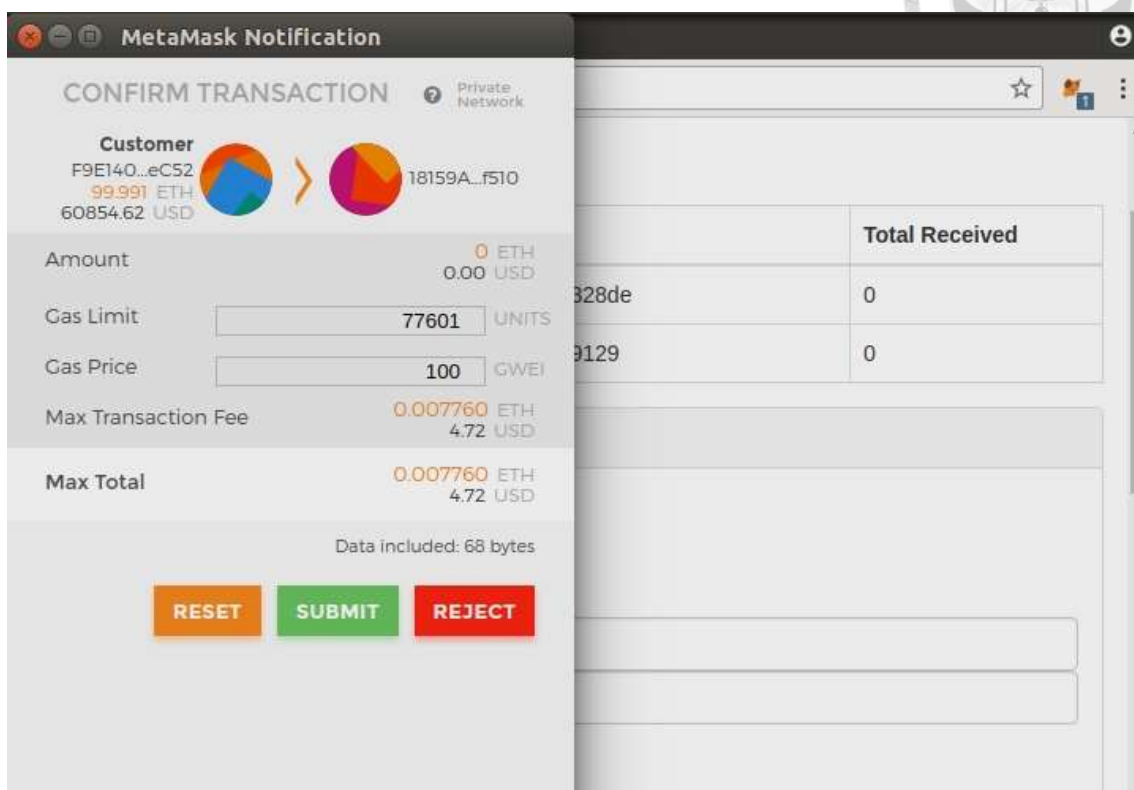 MetaMask Notification
CONFIRM TRANSACTION
Private
Network
Customer
F9E140...eC52
99.991 ETH
60854.62 USD
18159A...f510
Amount
0 ETH
0.00 USD
Gas Limit
77601 UNITS
Gas Price
100 GWEI
Max Transaction Fee
0.007760 ETH
4.72 USD
Max Total
0.007760 ETH
4.72 USD
Data included: 68 bytes
RESET SUBMIT REJECT
1
Total Received
328de 0
9129 0